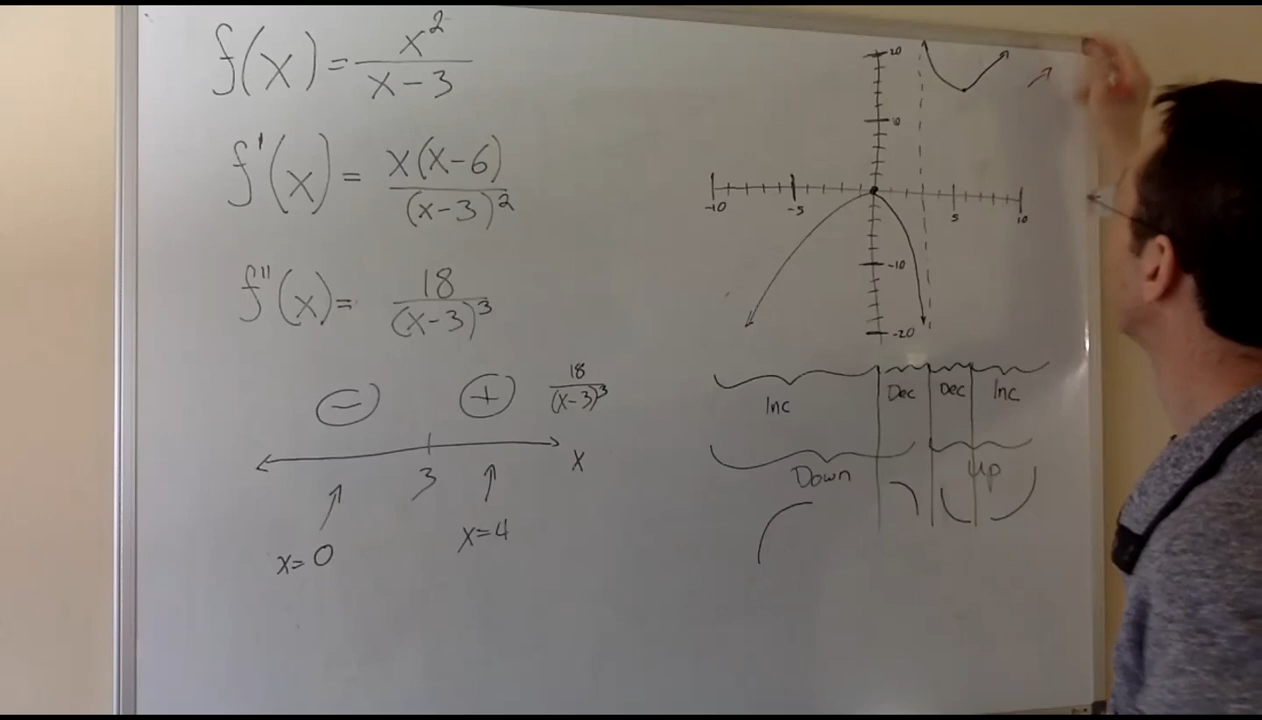 f(x) = x² / (x-3)
f'(x) = x(x-6) / (x-3)²
f''(x) = 18 / (x-3)³
− + 18/(x-3)³
3 x
x=0 x=4
20
10
-10 -5 5 10
-10
-20
Inc Dec Dec Inc
Down Up